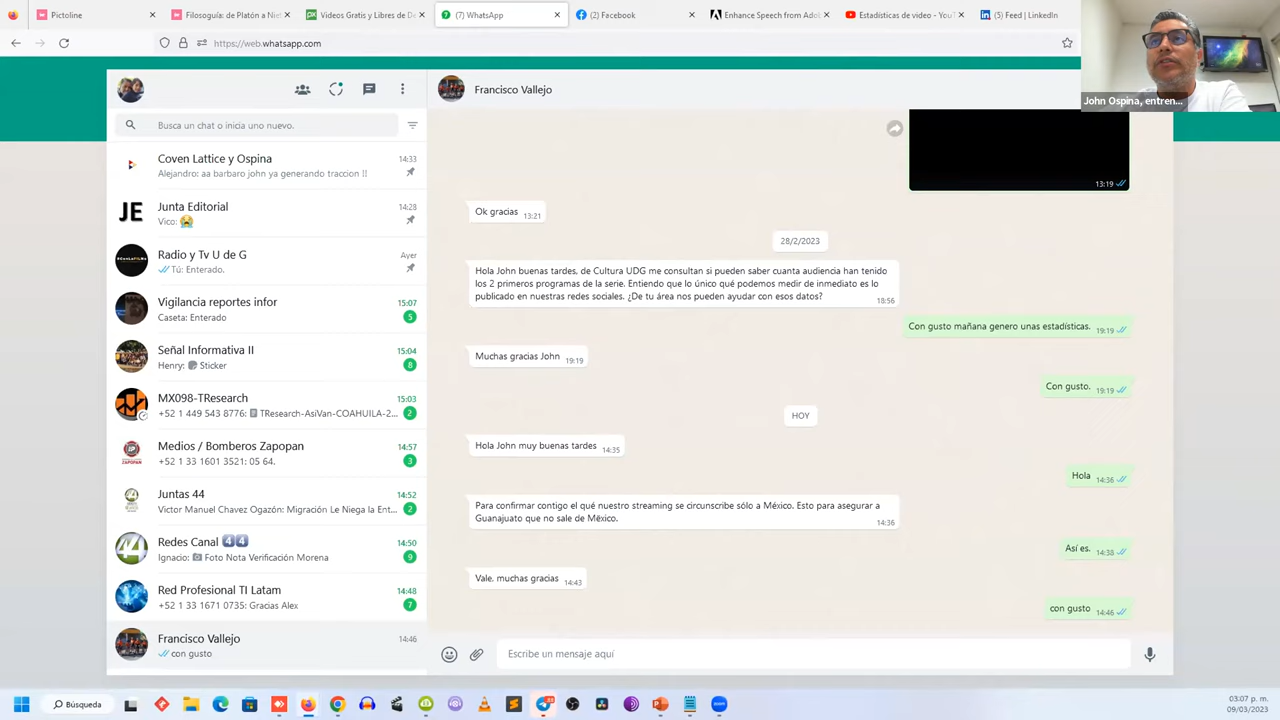 Pictoline
Filosoguía: de Platón a Nie
Videos Gratis y Libres de De
(7) WhatsApp
(2) Facebook
Enhance Speech from Ado
Estadísticas de video - YouT
(5) Feed | LinkedIn
https://web.whatsapp.com
John Ospina, entren...
Francisco Vallejo
Busca un chat o inicia uno nuevo.
Coven Lattice y Ospina 14:33
Alejandro: aa barbaro john ya generando traccion !!
JE
Junta Editorial 14:28
Vico: 😭
Radio y Tv U de G Ayer
Tú: Enterado.
Vigilancia reportes infor 15:07
Caseta: Enterado 5
Señal Informativa II 15:04
Henry: Sticker 8
MX098-TResearch 15:03
+52 1 449 543 8776: TResearch-AsiVan-COAHUILA-2... 2
Medios / Bomberos Zapopan 14:57
+52 1 33 1601 3521: 05 64. 3
Juntas 44 14:52
Victor Manuel Chavez Ogazón: Migración Le Niega la Ent... 2
Redes Canal 4️⃣4️⃣ 14:50
Ignacio: Foto Nota Verificación Morena 9
Red Profesional TI Latam 14:48
+52 1 33 1671 0735: Gracias Alex 7
Francisco Vallejo 14:46
con gusto
13:19
Ok gracias 13:21
28/2/2023
Hola John buenas tardes, de Cultura UDG me consultan si pueden saber cuanta audiencia han tenido
los 2 primeros programas de la serie. Entiendo que lo único qué podemos medir de inmediato es lo
publicado en nuestras redes sociales. ¿De tu área nos pueden ayudar con esos datos? 18:56
Con gusto mañana genero unas estadísticas. 19:19
Muchas gracias John 19:19
Con gusto. 19:19
HOY
Hola John muy buenas tardes 14:35
Hola 14:36
Para confirmar contigo el qué nuestro streaming se circunscribe sólo a México. Esto para asegurar a
Guanajuato que no sale de México. 14:36
Así es. 14:38
Vale, muchas gracias 14:43
con gusto 14:46
Escribe un mensaje aquí
Búsqueda
03:07 p. m.
09/03/2023